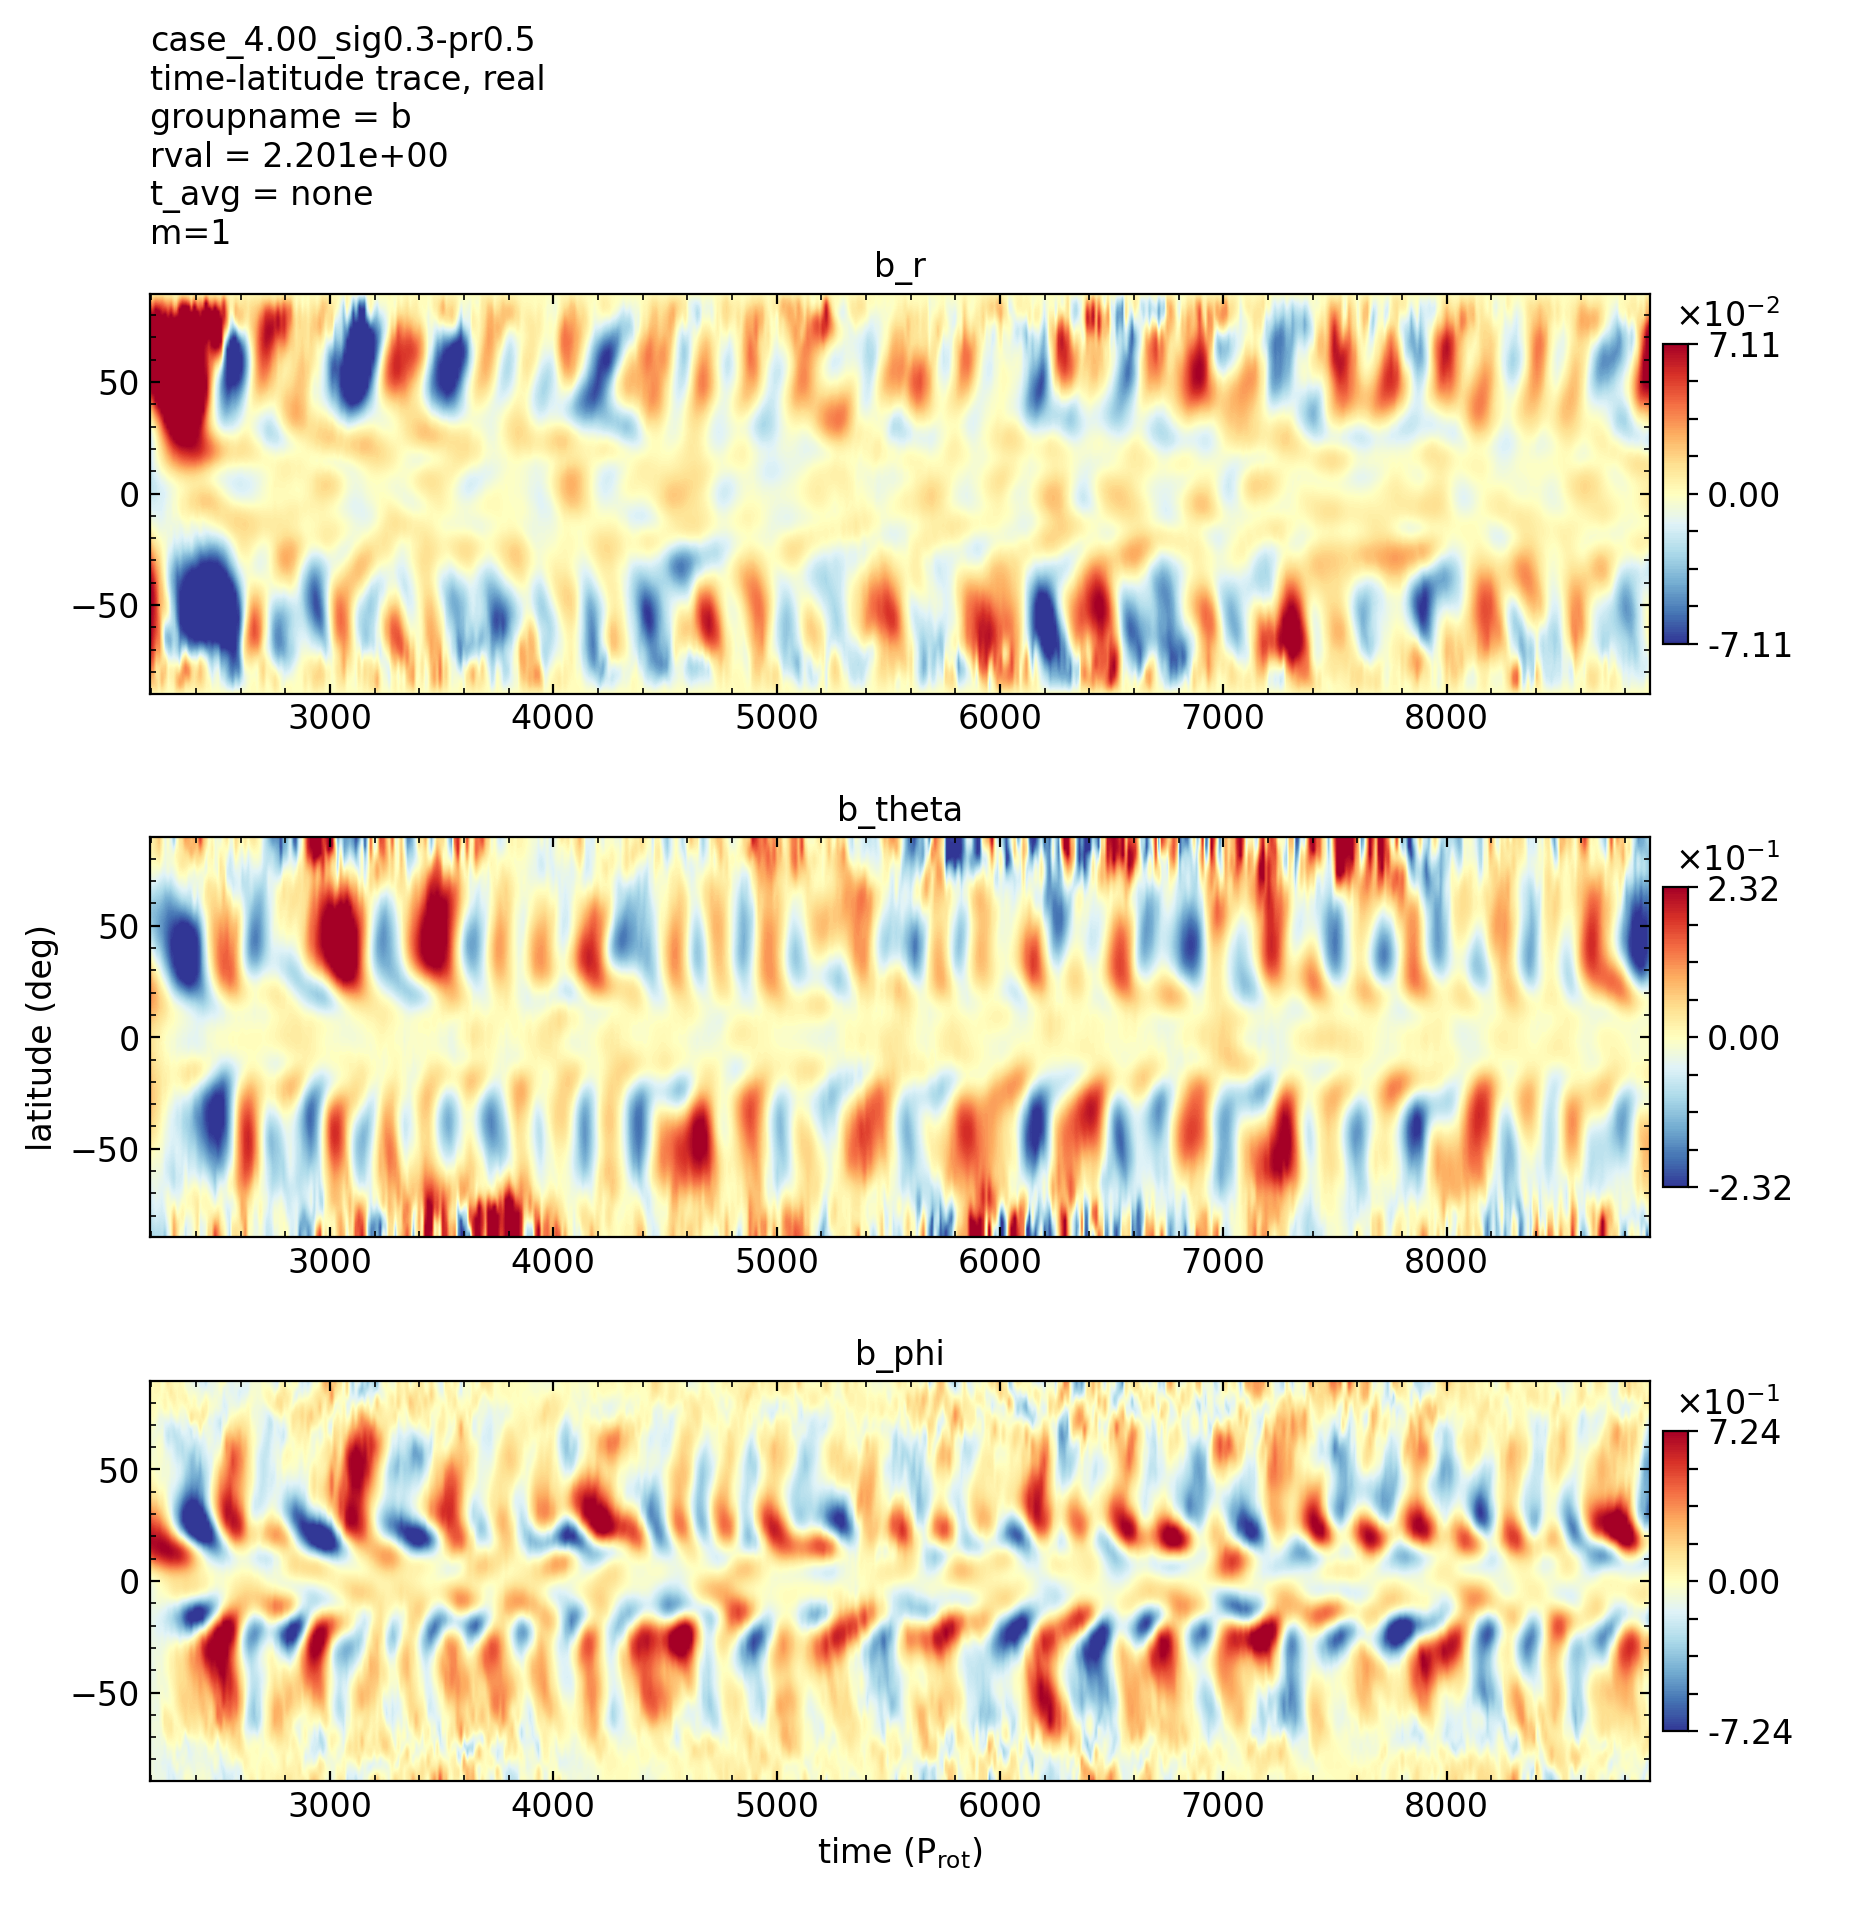 case_4.00_sig0.3-pr0.5
time-latitude trace, real
groupname = b
rval = 2.201e+00
t_avg = none
m=1
b_r
×10⁻²
7.11
0.00
-7.11
50
0
−50
3000 4000 5000 6000 7000 8000
b_theta
×10⁻¹
2.32
0.00
-2.32
latitude (deg)
50
0
−50
3000 4000 5000 6000 7000 8000
b_phi
×10⁻¹
7.24
0.00
-7.24
50
0
−50
3000 4000 5000 6000 7000 8000
time (P_rot)